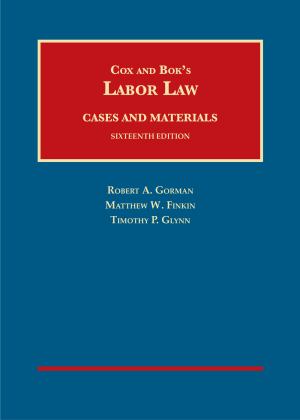 Cox and Bok's
Labor Law
Cases and Materials
Sixteenth Edition
Robert A. Gorman
Matthew W. Finkin
Timothy P. Glynn